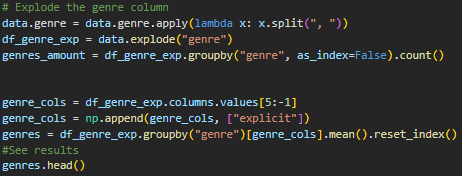 # Explode the genre column
data.genre = data.genre.apply(lambda x: x.split(", "))
df_genre_exp = data.explode("genre")
genres_amount = df_genre_exp.groupby("genre", as_index=False).count()
genre_cols = df_genre_exp.columns.values[5:-1]
genre_cols = np.append(genre_cols, ["explicit"])
genres = df_genre_exp.groupby("genre")[genre_cols].mean().reset_index()
#See results
genres.head()